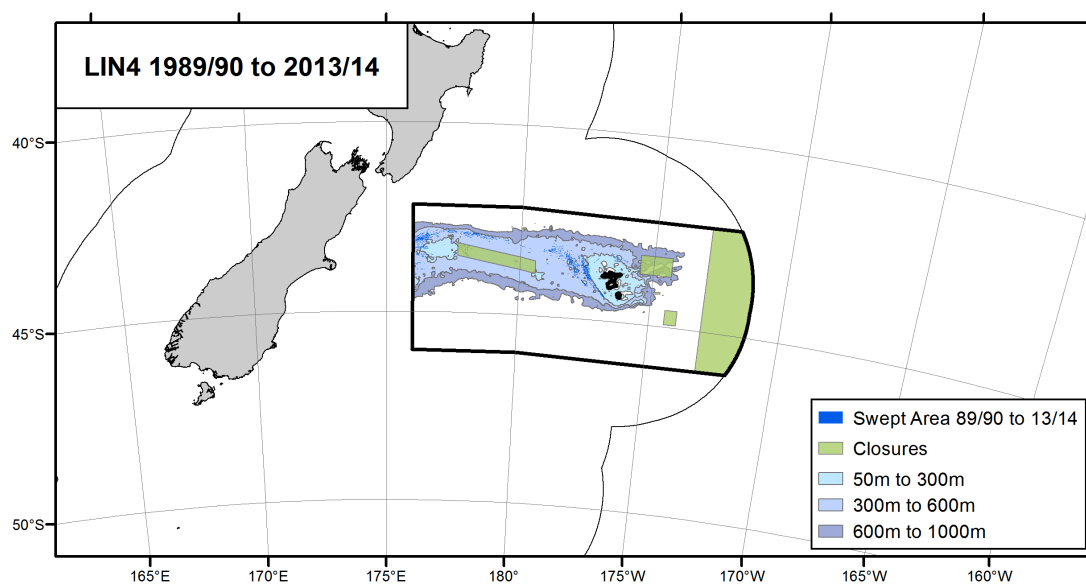 LIN4 1989/90 to 2013/14
40°S
45°S
50°S
Swept Area 89/90 to 13/14
Closures
50m to 300m
300m to 600m
600m to 1000m
165°E
170°E
175°E
180°
175°W
170°W
165°W
160°W